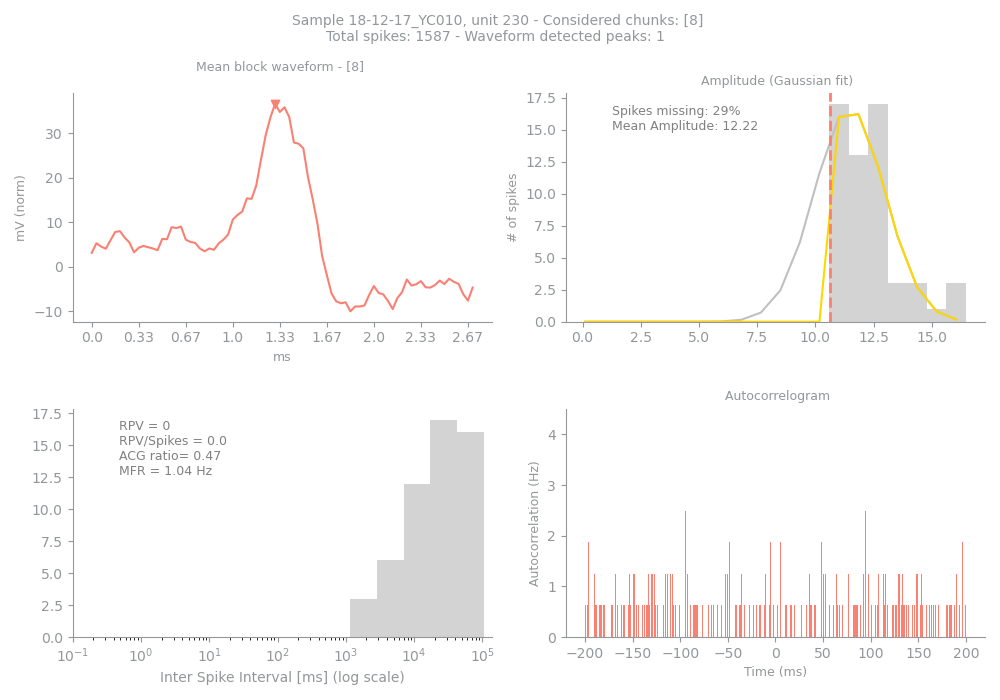 Sample 18-12-17_YC010, unit 230 - Considered chunks: [8]
Total spikes: 1587 - Waveform detected peaks: 1
Mean block waveform - [8]
mV (norm)
30
20
10
0
−10
0.0 0.33 0.67 1.0 1.33 1.67 2.0 2.33 2.67
ms
Amplitude (Gaussian fit)
Spikes missing: 29%
Mean Amplitude: 12.22
# of spikes
17.5
15.0
12.5
10.0
7.5
5.0
2.5
0.0
0.0 2.5 5.0 7.5 10.0 12.5 15.0
RPV = 0
RPV/Spikes = 0.0
ACG ratio= 0.47
MFR = 1.04 Hz
17.5
15.0
12.5
10.0
7.5
5.0
2.5
0.0
10⁻¹ 10⁰ 10¹ 10² 10³ 10⁴ 10⁵
Inter Spike Interval [ms] (log scale)
Autocorrelogram
Autocorrelation (Hz)
4
3
2
1
0
−200 −150 −100 −50 0 50 100 150 200
Time (ms)